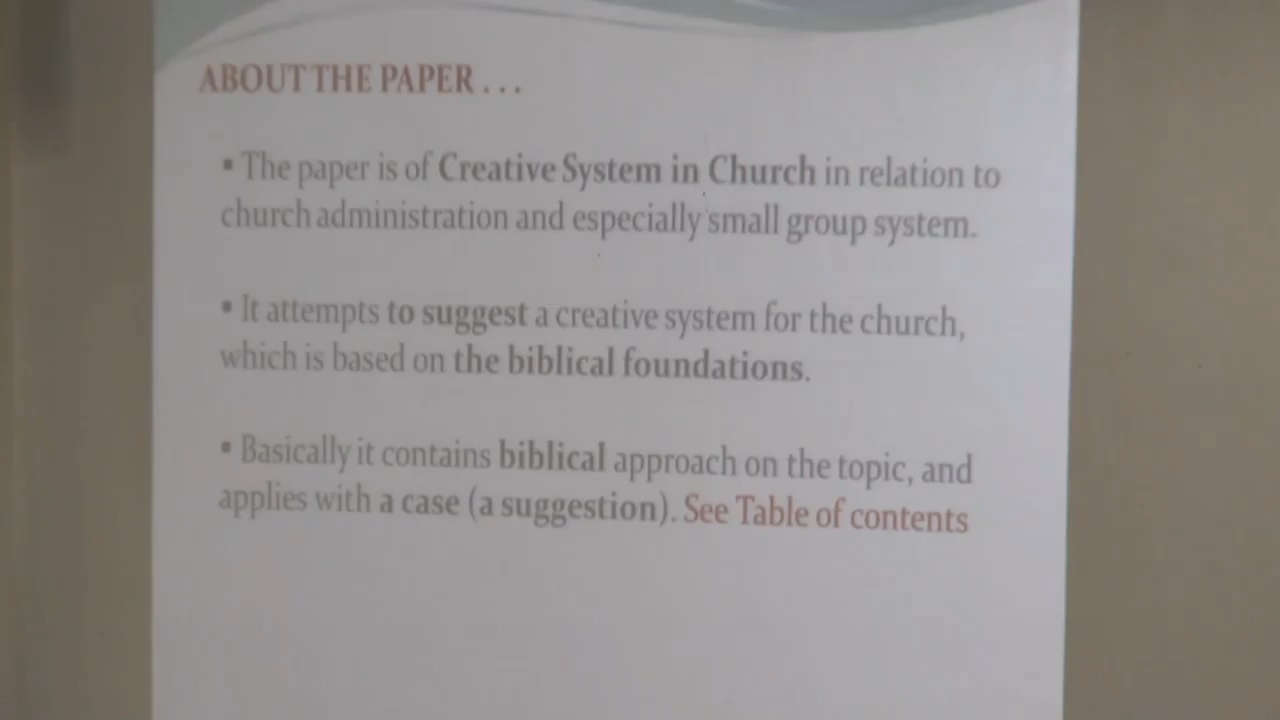 ABOUT THE PAPER . . .
▪ The paper is of Creative System in Church in relation to
church administration and especially small group system.
▪ It attempts to suggest a creative system for the church,
which is based on the biblical foundations.
▪ Basically it contains biblical approach on the topic, and
applies with a case (a suggestion). See Table of contents